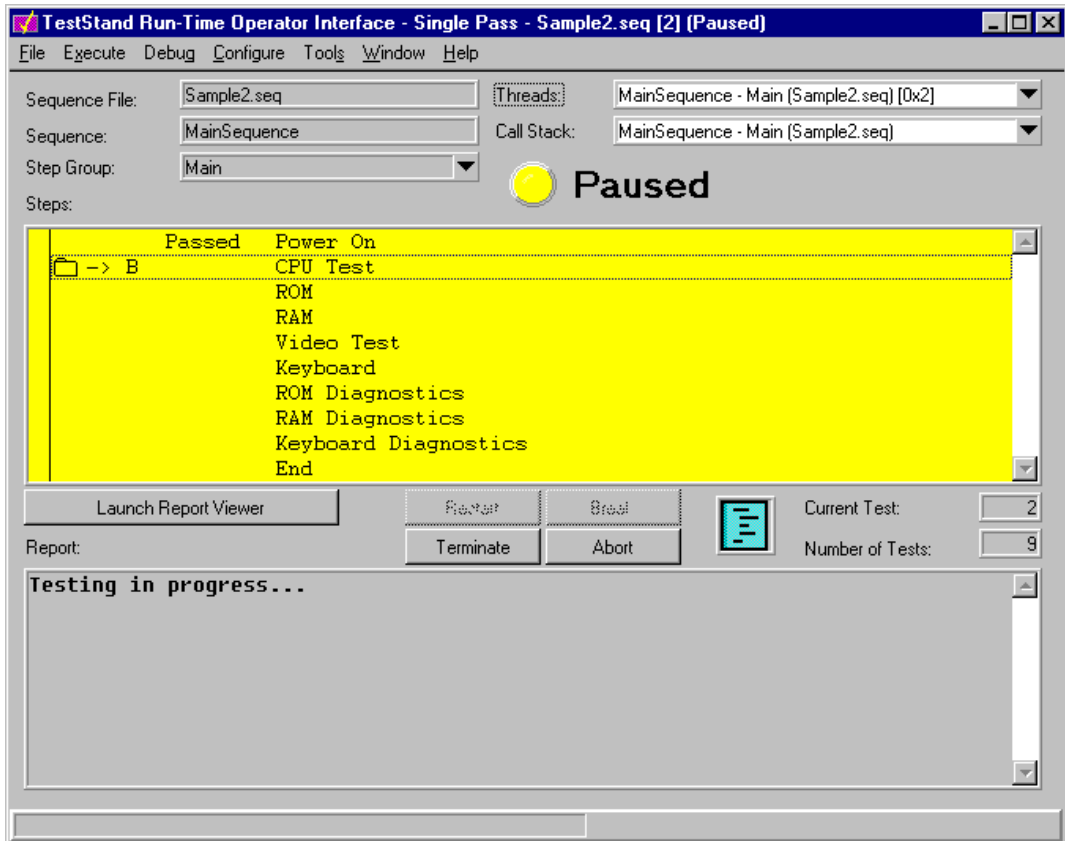 TestStand Run-Time Operator Interface - Single Pass - Sample2.seq [2] (Paused)
File Execute Debug Configure Tools Window Help
Sequence File: Sample2.seq Threads: MainSequence - Main (Sample2.seq) [0x2]
Sequence: MainSequence Call Stack: MainSequence - Main (Sample2.seq)
Step Group: Main
Paused
Steps:
Passed Power On
-> B CPU Test
ROM
RAM
Video Test
Keyboard
ROM Diagnostics
RAM Diagnostics
Keyboard Diagnostics
End
Launch Report Viewer Current Test: 2
Report: Terminate Abort Number of Tests: 9
Testing in progress...